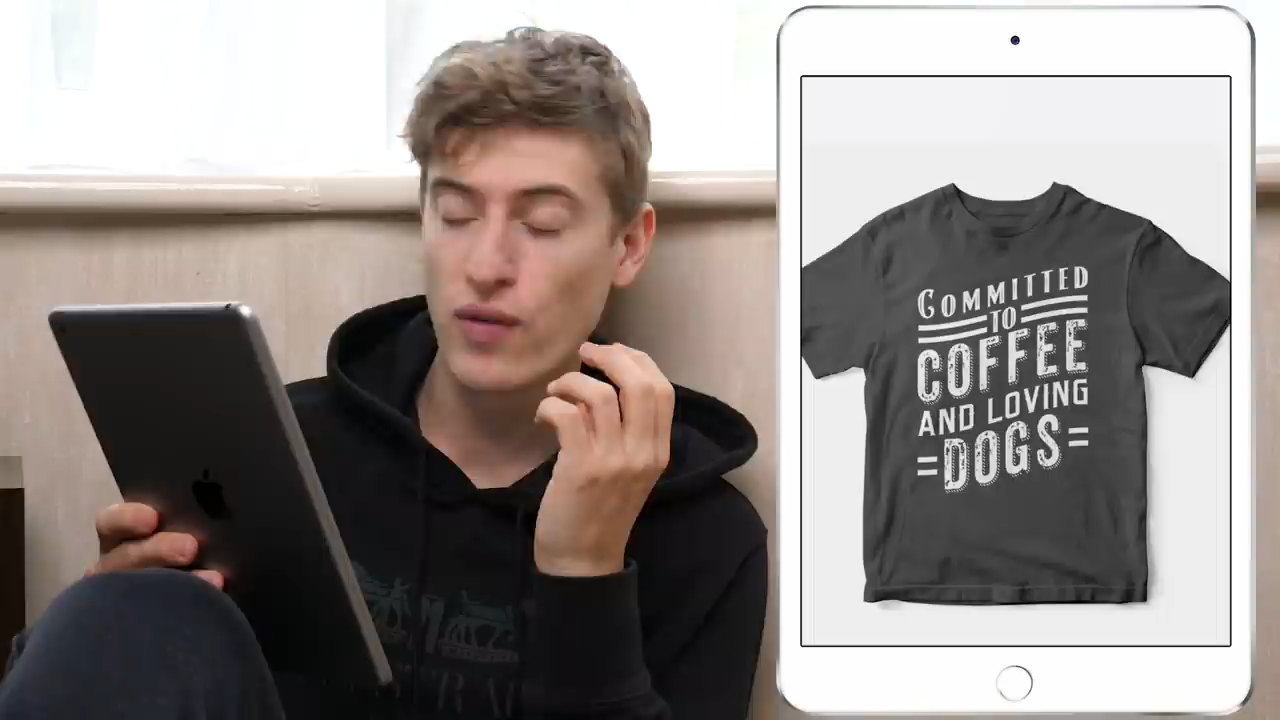 COMMITTED
TO
COFFEE
AND LOVING
DOGS